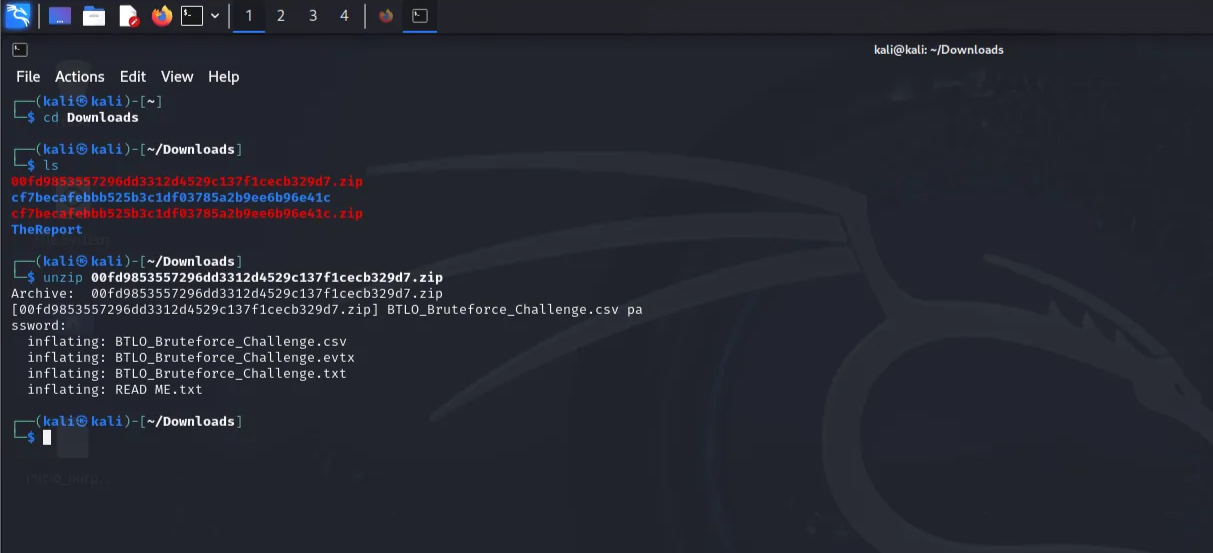 1 2 3 4
kali@kali: ~/Downloads
File Actions Edit View Help
┌──(kali㉿kali)-[~]
└─$ cd Downloads
┌──(kali㉿kali)-[~/Downloads]
└─$ ls
00fd9853557296dd3312d4529c137f1cecb329d7.zip
cf7becafebbb525b3c1df03785a2b9ee6b96e41c
cf7becafebbb525b3c1df03785a2b9ee6b96e41c.zip
TheReport
┌──(kali㉿kali)-[~/Downloads]
└─$ unzip 00fd9853557296dd3312d4529c137f1cecb329d7.zip
Archive:  00fd9853557296dd3312d4529c137f1cecb329d7.zip
[00fd9853557296dd3312d4529c137f1cecb329d7.zip] BTLO_Bruteforce_Challenge.csv pa
ssword:
  inflating: BTLO_Bruteforce_Challenge.csv
  inflating: BTLO_Bruteforce_Challenge.evtx
  inflating: BTLO_Bruteforce_Challenge.txt
  inflating: READ ME.txt
┌──(kali㉿kali)-[~/Downloads]
└─$